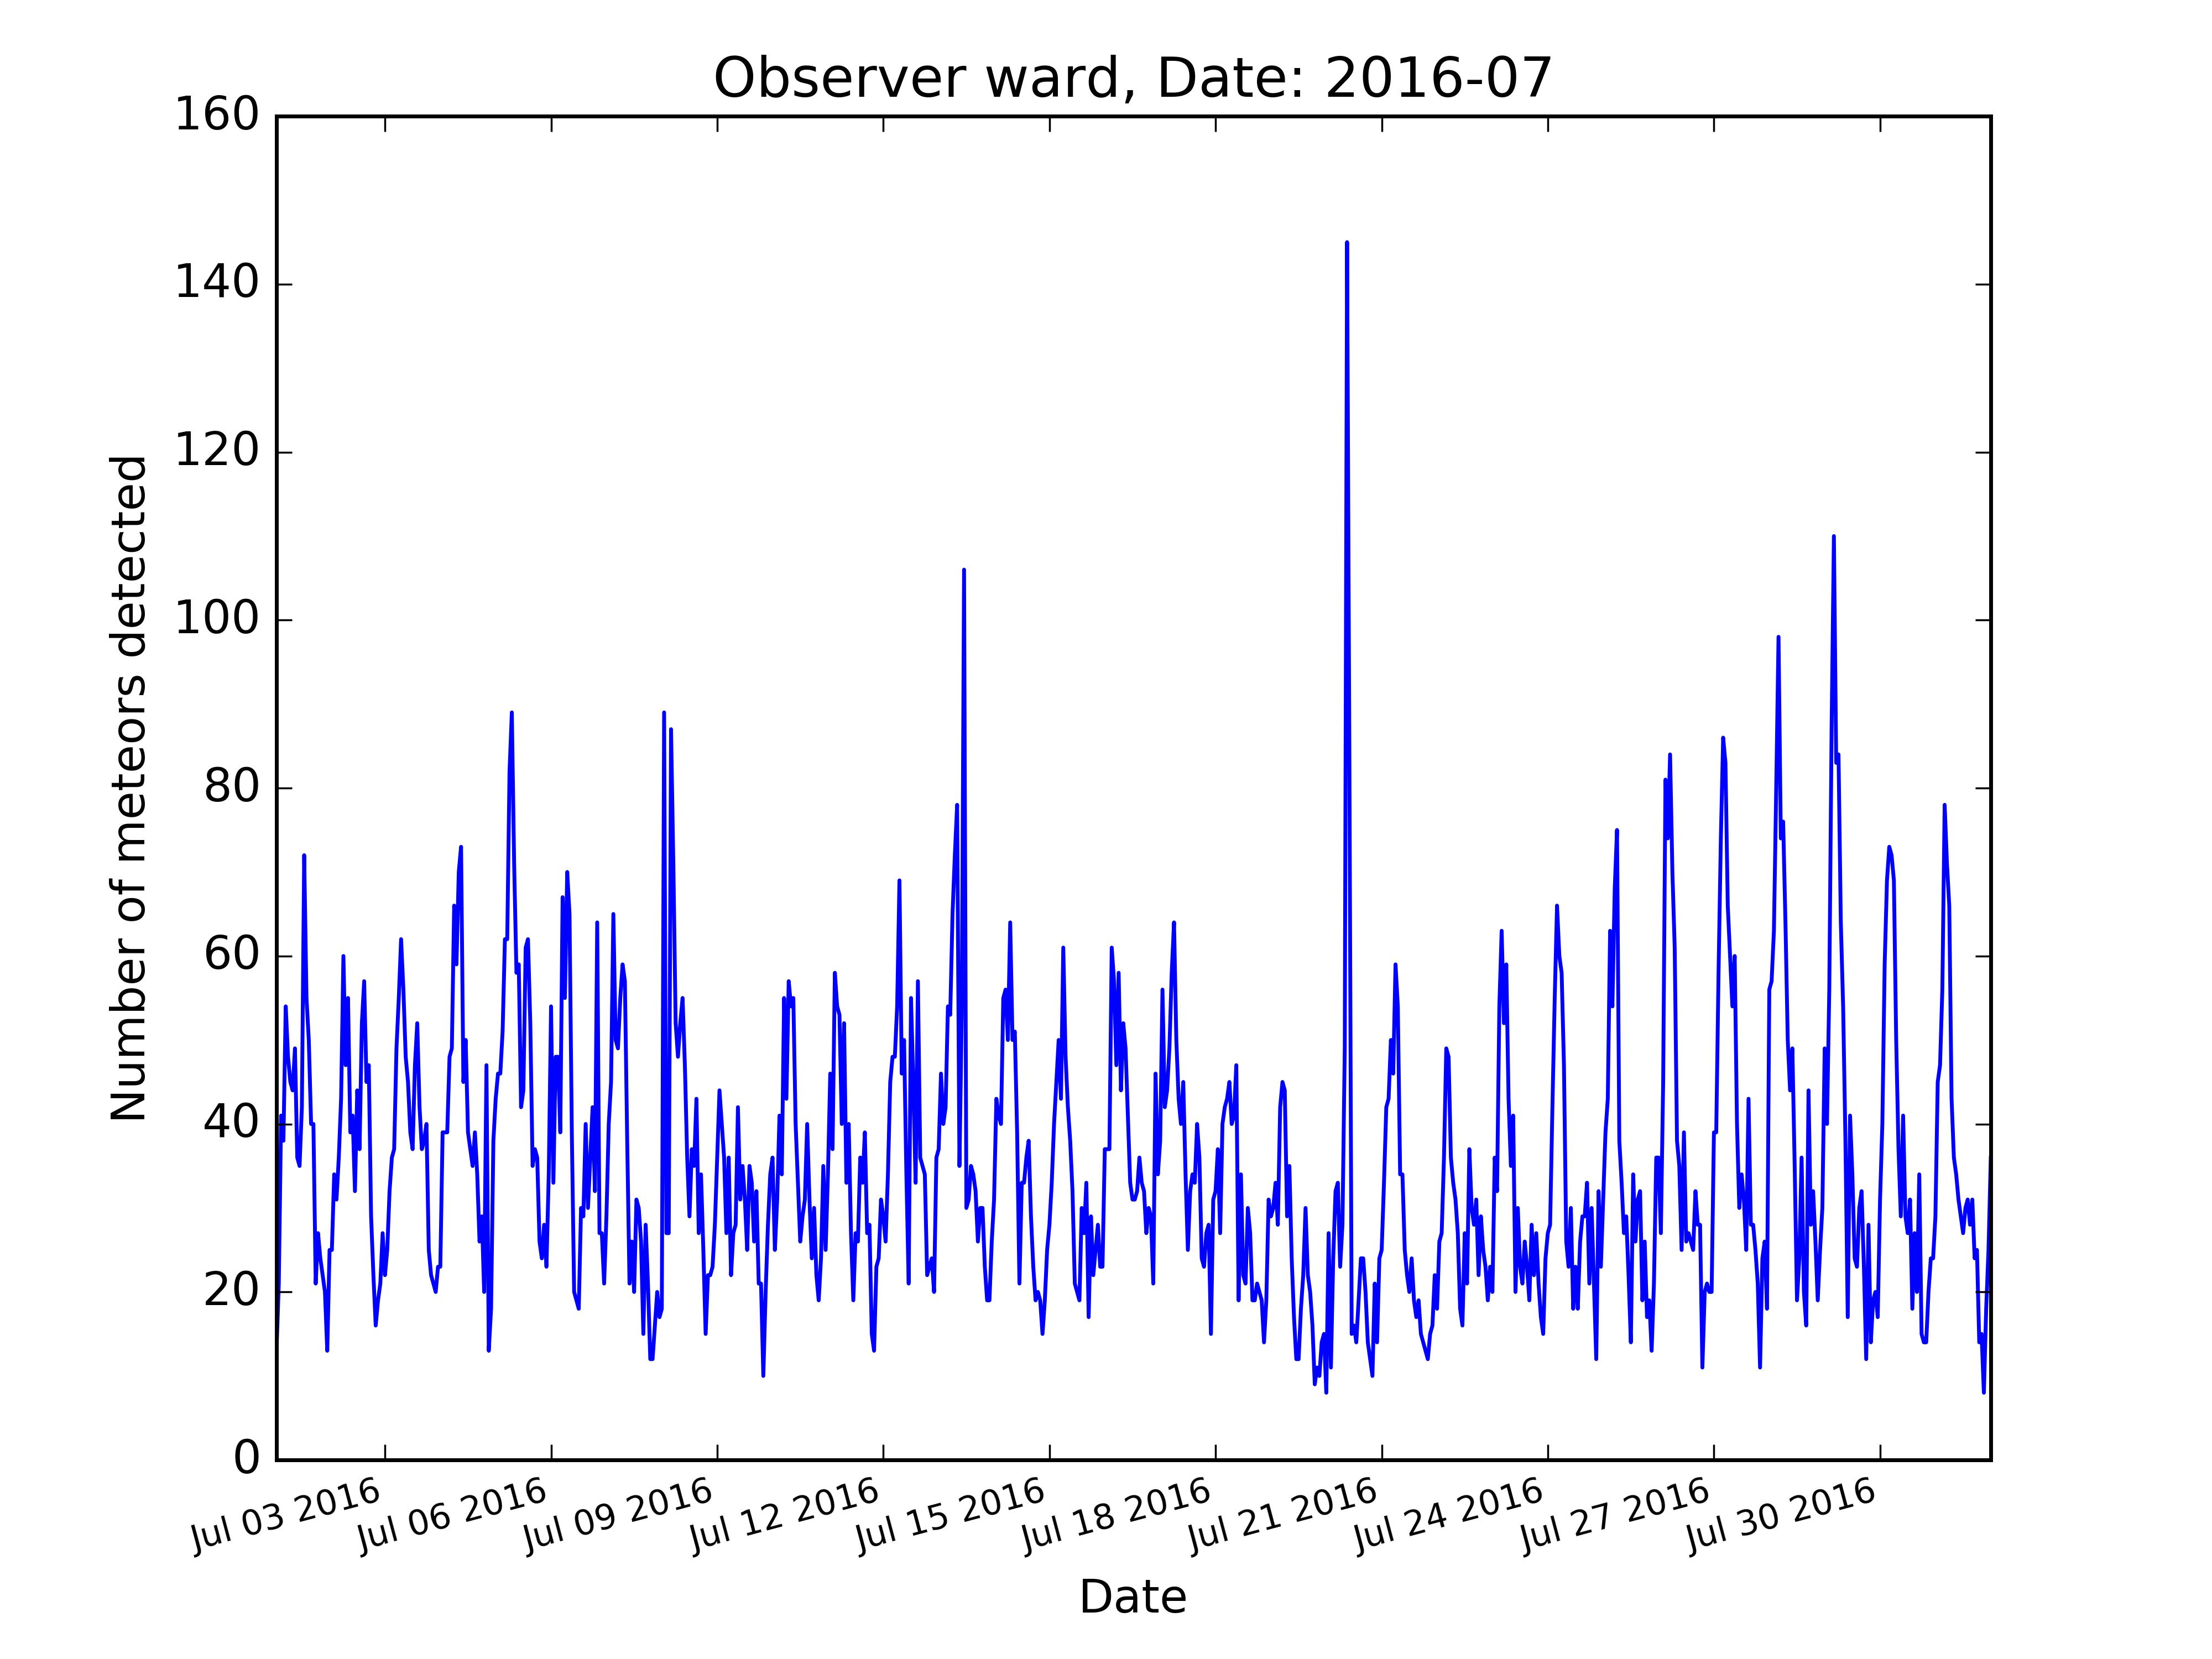 Observer ward, Date: 2016-07
160
140
120
100
80
60
40
20
0
Number of meteors detected
Jul 03 2016
Jul 06 2016
Jul 09 2016
Jul 12 2016
Jul 15 2016
Jul 18 2016
Jul 21 2016
Jul 24 2016
Jul 27 2016
Jul 30 2016
Date